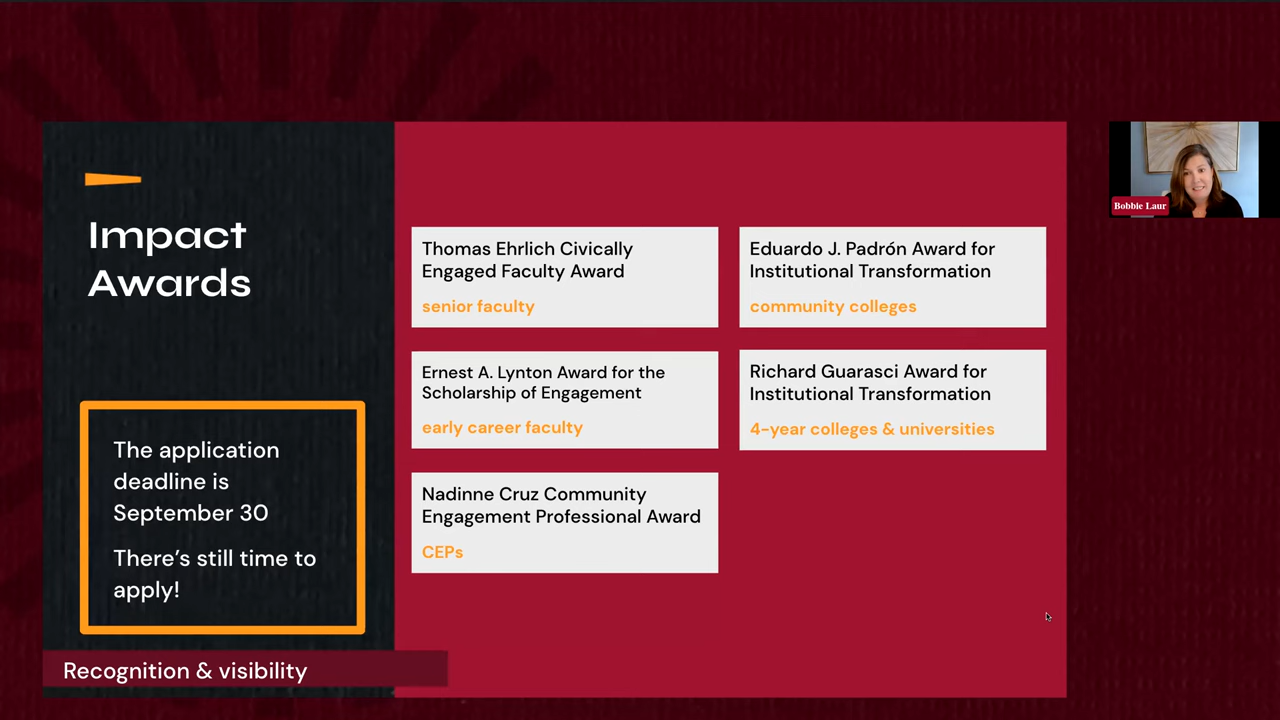 Impact
Awards
The application
deadline is
September 30
There's still time to
apply!
Recognition & visibility
Thomas Ehrlich Civically
Engaged Faculty Award
senior faculty
Ernest A. Lynton Award for the
Scholarship of Engagement
early career faculty
Nadinne Cruz Community
Engagement Professional Award
CEPs
Eduardo J. Padrón Award for
Institutional Transformation
community colleges
Richard Guarasci Award for
Institutional Transformation
4-year colleges & universities
Bobbie Laur